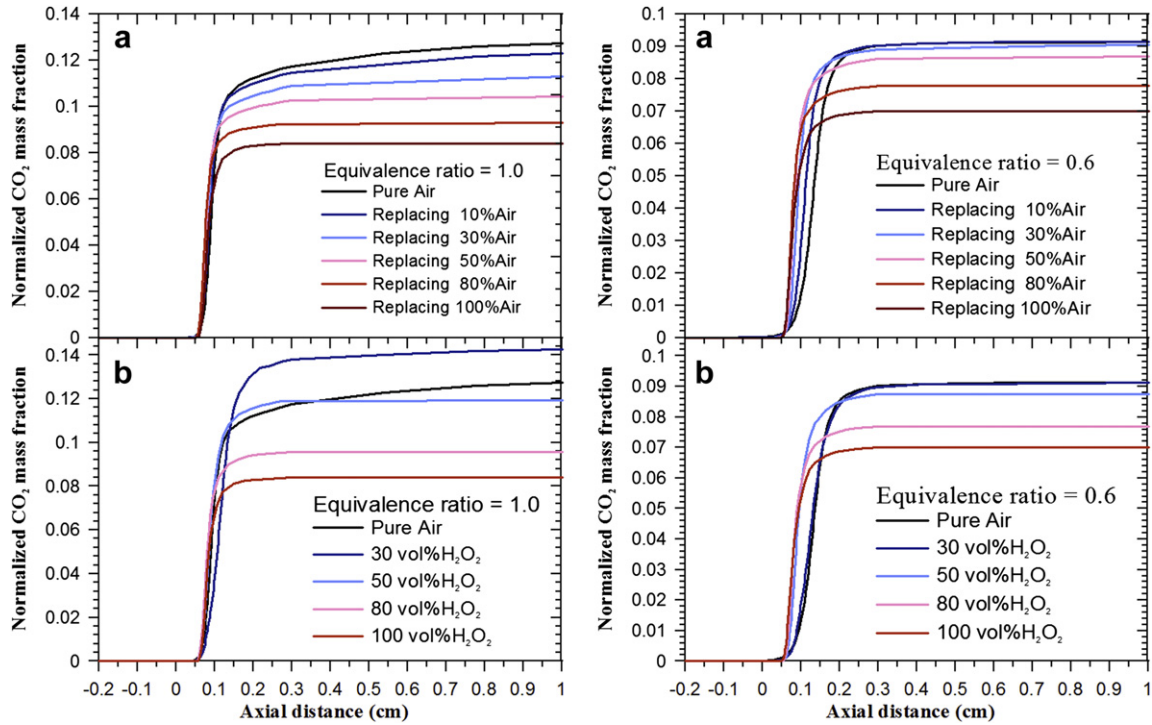 a
Normalized CO₂ mass fraction
0.14
0.12
0.1
0.08
0.06
0.04
0.02
0
Equivalence ratio = 1.0
Pure Air
Replacing 10%Air
Replacing 30%Air
Replacing 50%Air
Replacing 80%Air
Replacing 100%Air
a
Normalized CO₂ mass fraction
0.1
0.09
0.08
0.07
0.06
0.05
0.04
0.03
0.02
0.01
0
Equivalence ratio = 0.6
Pure Air
Replacing 10%Air
Replacing 30%Air
Replacing 50%Air
Replacing 80%Air
Replacing 100%Air
b
Normalized CO₂ mass fraction
0.14
0.12
0.1
0.08
0.06
0.04
0.02
0
Equivalence ratio = 1.0
Pure Air
30 vol%H₂O₂
50 vol%H₂O₂
80 vol%H₂O₂
100 vol%H₂O₂
-0.2 -0.1 0 0.1 0.2 0.3 0.4 0.5 0.6 0.7 0.8 0.9 1
Axial distance (cm)
b
Normalized CO₂ mass fraction
0.1
0.09
0.08
0.07
0.06
0.05
0.04
0.03
0.02
0.01
0
Equivalence ratio = 0.6
Pure Air
30 vol%H₂O₂
50 vol%H₂O₂
80 vol%H₂O₂
100 vol%H₂O₂
-0.2 -0.1 0 0.1 0.2 0.3 0.4 0.5 0.6 0.7 0.8 0.9 1
Axial distance (cm)